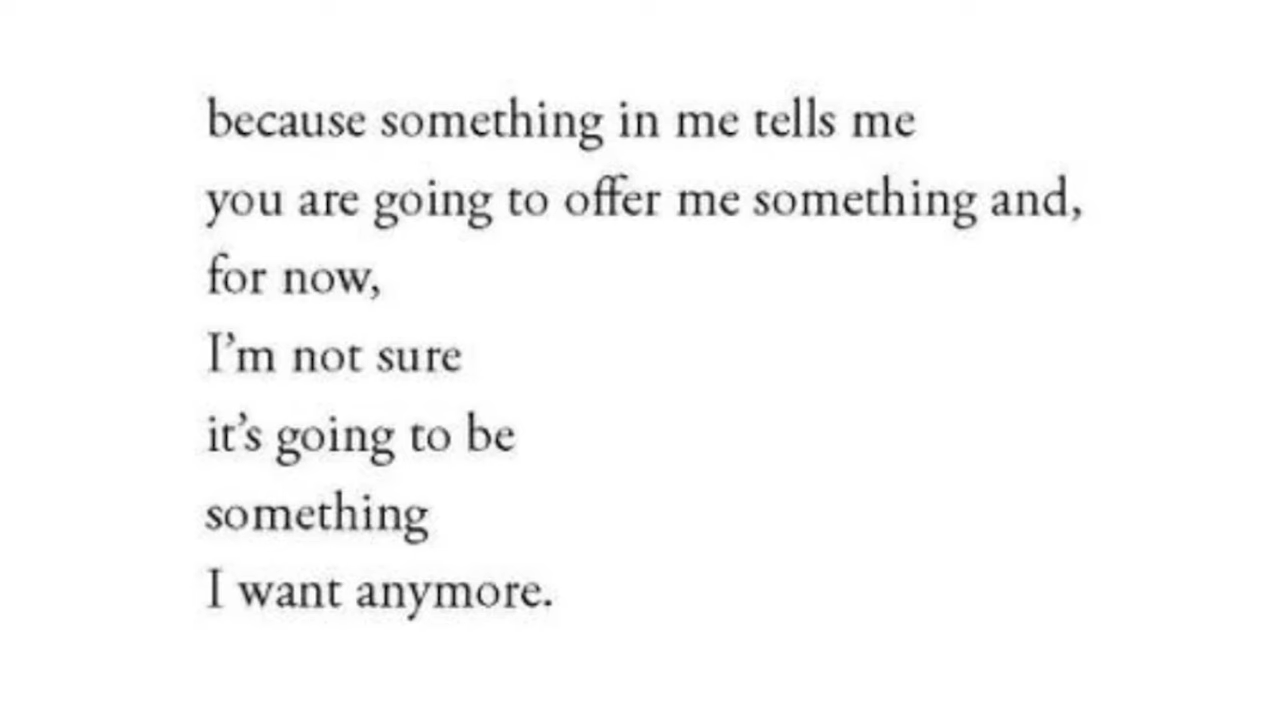 because something in me tells me
you are going to offer me something and,
for now,
I’m not sure
it’s going to be
something
I want anymore.